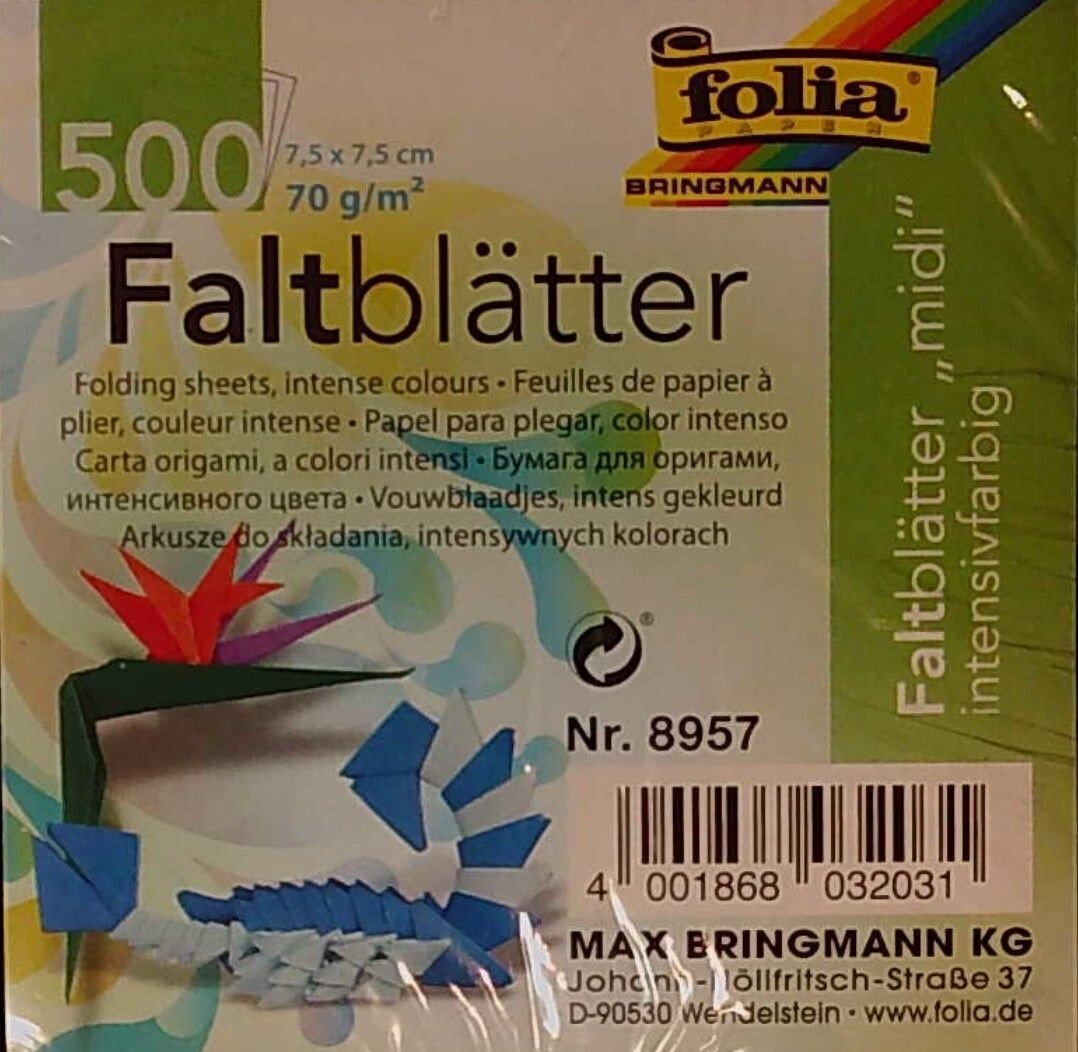 folia®
PAPER
BRINGMANN
500
7,5 x 7,5 cm
70 g/m²
Faltblätter
Folding sheets, intense colours • Feuilles de papier à
plier, couleur intense • Papel para plegar, color intenso
Carta origami, a colori intensi • Бумага для оригами,
интенсивного цвета • Vouwblaadjes, intens gekleurd
Arkusze do składania, intensywnych kolorach
Faltblätter „midi“
intensivfarbig
®
Nr. 8957
4 001868 032031
MAX BRINGMANN KG
Johann-Höllfritsch-Straße 37
D-90530 Wendelstein • www.folia.de